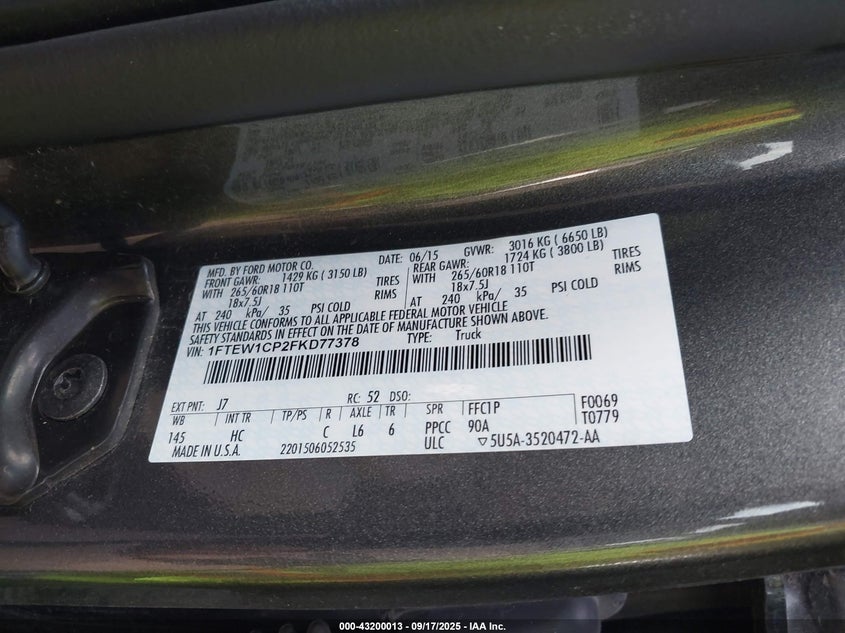 MFD. BY FORD MOTOR CO.
DATE: 06/15 GVWR: 3016 KG ( 6650 LB)
FRONT GAWR: 1429 KG ( 3150 LB) REAR GAWR: 1724 KG ( 3800 LB)
WITH 265/60R18 110T TIRES WITH 265/60R18 110T TIRES
18x7.5J RIMS 18x7.5J RIMS
AT 240 kPa/ 35 PSI COLD AT 240 kPa/ 35 PSI COLD
THIS VEHICLE CONFORMS TO ALL APPLICABLE FEDERAL MOTOR VEHICLE
SAFETY STANDARDS IN EFFECT ON THE DATE OF MANUFACTURE SHOWN ABOVE.
VIN: 1FTEW1CP2FKD77378 TYPE: Truck
EXT PNT: J7 RC: 52 DSO:
WB INT TR TP/PS R AXLE TR SPR FFC1P F0069
145 HC C L6 6 PPCC 90A T0779
MADE IN U.S.A. 2201506052535 ULC ▽5U5A-3520472-AA
000-43200013 - 09/17/2025 - IAA Inc.